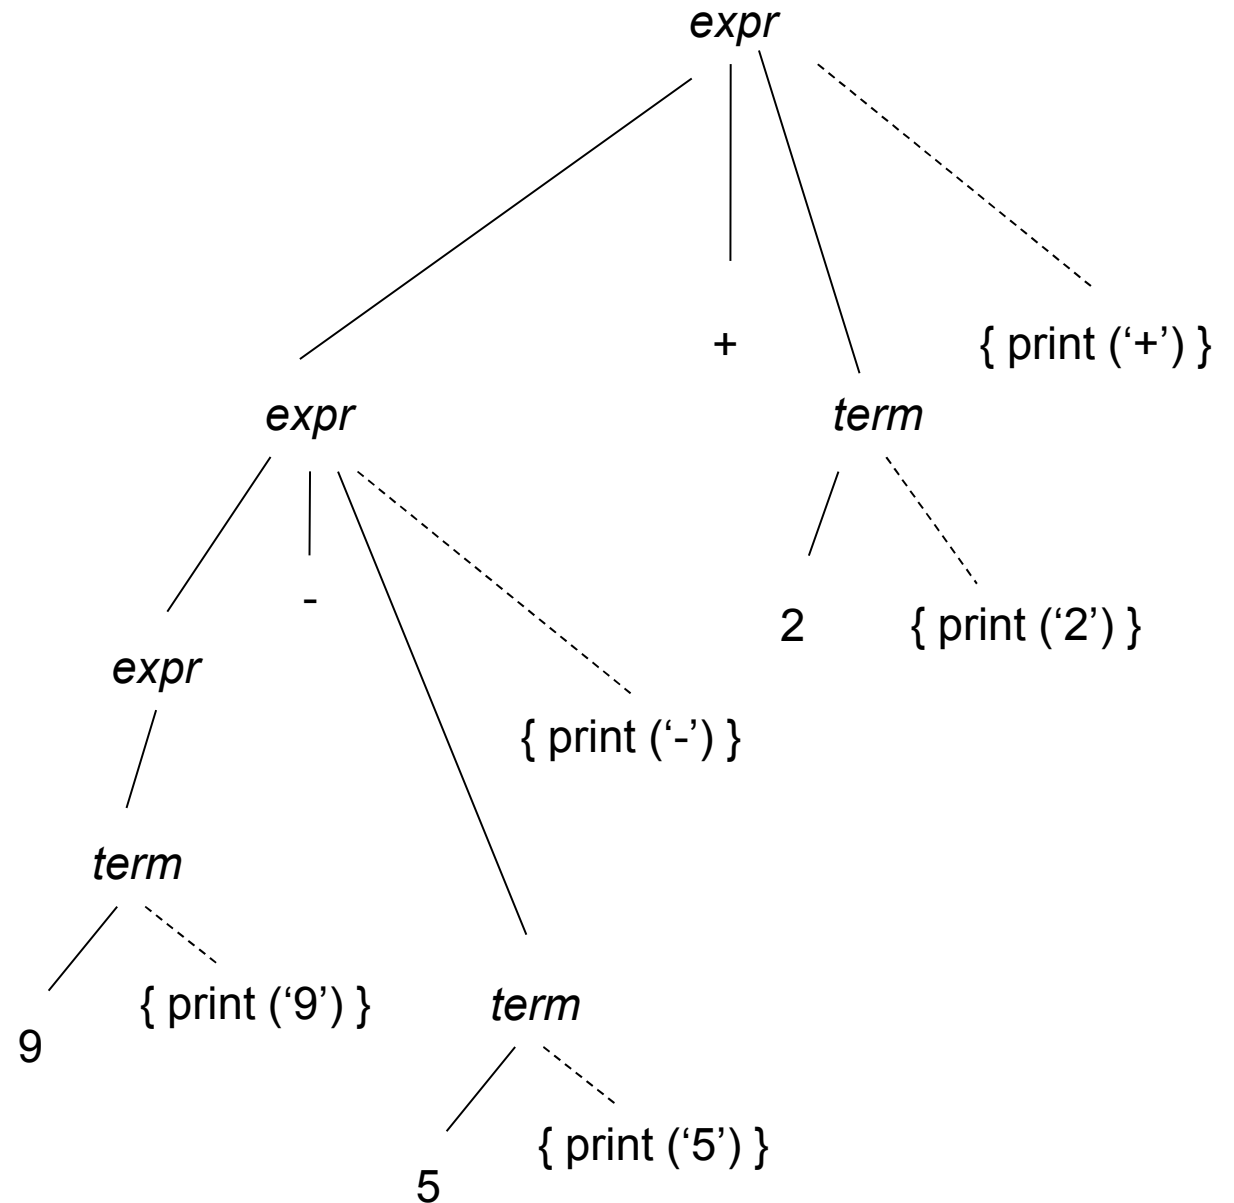 expr
+
{ print (‘+’) }
expr
term
-
2
{ print (‘2’) }
expr
{ print (‘-’) }
term
9
{ print (‘9’) }
term
5
{ print (‘5’) }